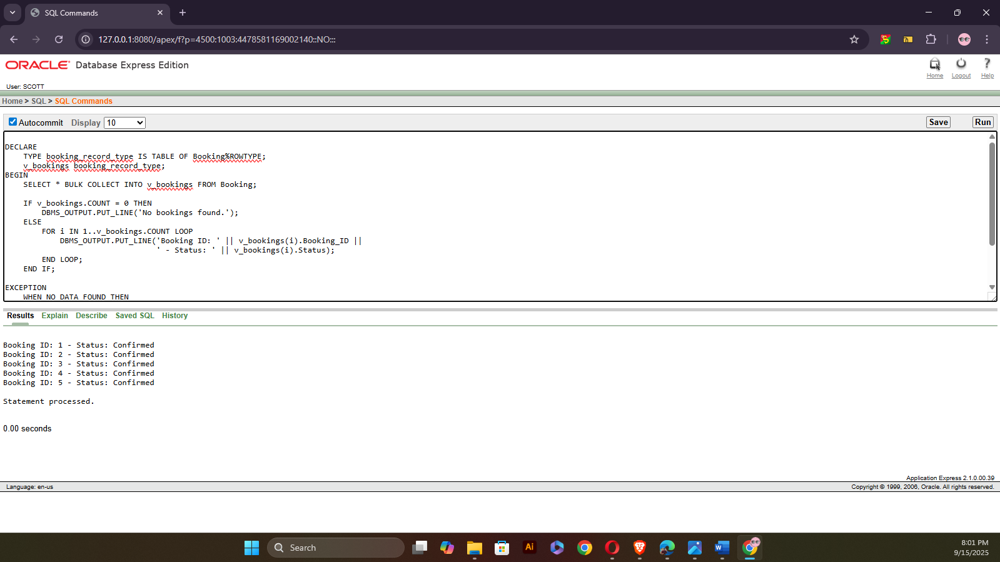 SQL Commands
127.0.0.1:8080/apex/f?p=4500:1003:4478581169002140::NO:::
ORACLE Database Express Edition
Home Logout Help
User: SCOTT
Home > SQL > SQL Commands
Autocommit Display 10 Save Run
DECLARE
    TYPE booking_record_type IS TABLE OF Booking%ROWTYPE;
    v_bookings booking_record_type;
BEGIN
    SELECT * BULK COLLECT INTO v_bookings FROM Booking;
    IF v_bookings.COUNT = 0 THEN
        DBMS_OUTPUT.PUT_LINE('No bookings found.');
    ELSE
        FOR i IN 1..v_bookings.COUNT LOOP
            DBMS_OUTPUT.PUT_LINE('Booking ID: ' || v_bookings(i).Booking_ID ||
                                 ' - Status: ' || v_bookings(i).Status);
        END LOOP;
    END IF;
EXCEPTION
    WHEN NO_DATA_FOUND THEN
Results Explain Describe Saved SQL History
Booking ID: 1 - Status: Confirmed
Booking ID: 2 - Status: Confirmed
Booking ID: 3 - Status: Confirmed
Booking ID: 4 - Status: Confirmed
Booking ID: 5 - Status: Confirmed
Statement processed.
0.00 seconds
Application Express 2.1.0.00.39
Language: en-us Copyright © 1999, 2006, Oracle. All rights reserved.
Search
Ai
W
8:01 PM
9/15/2025